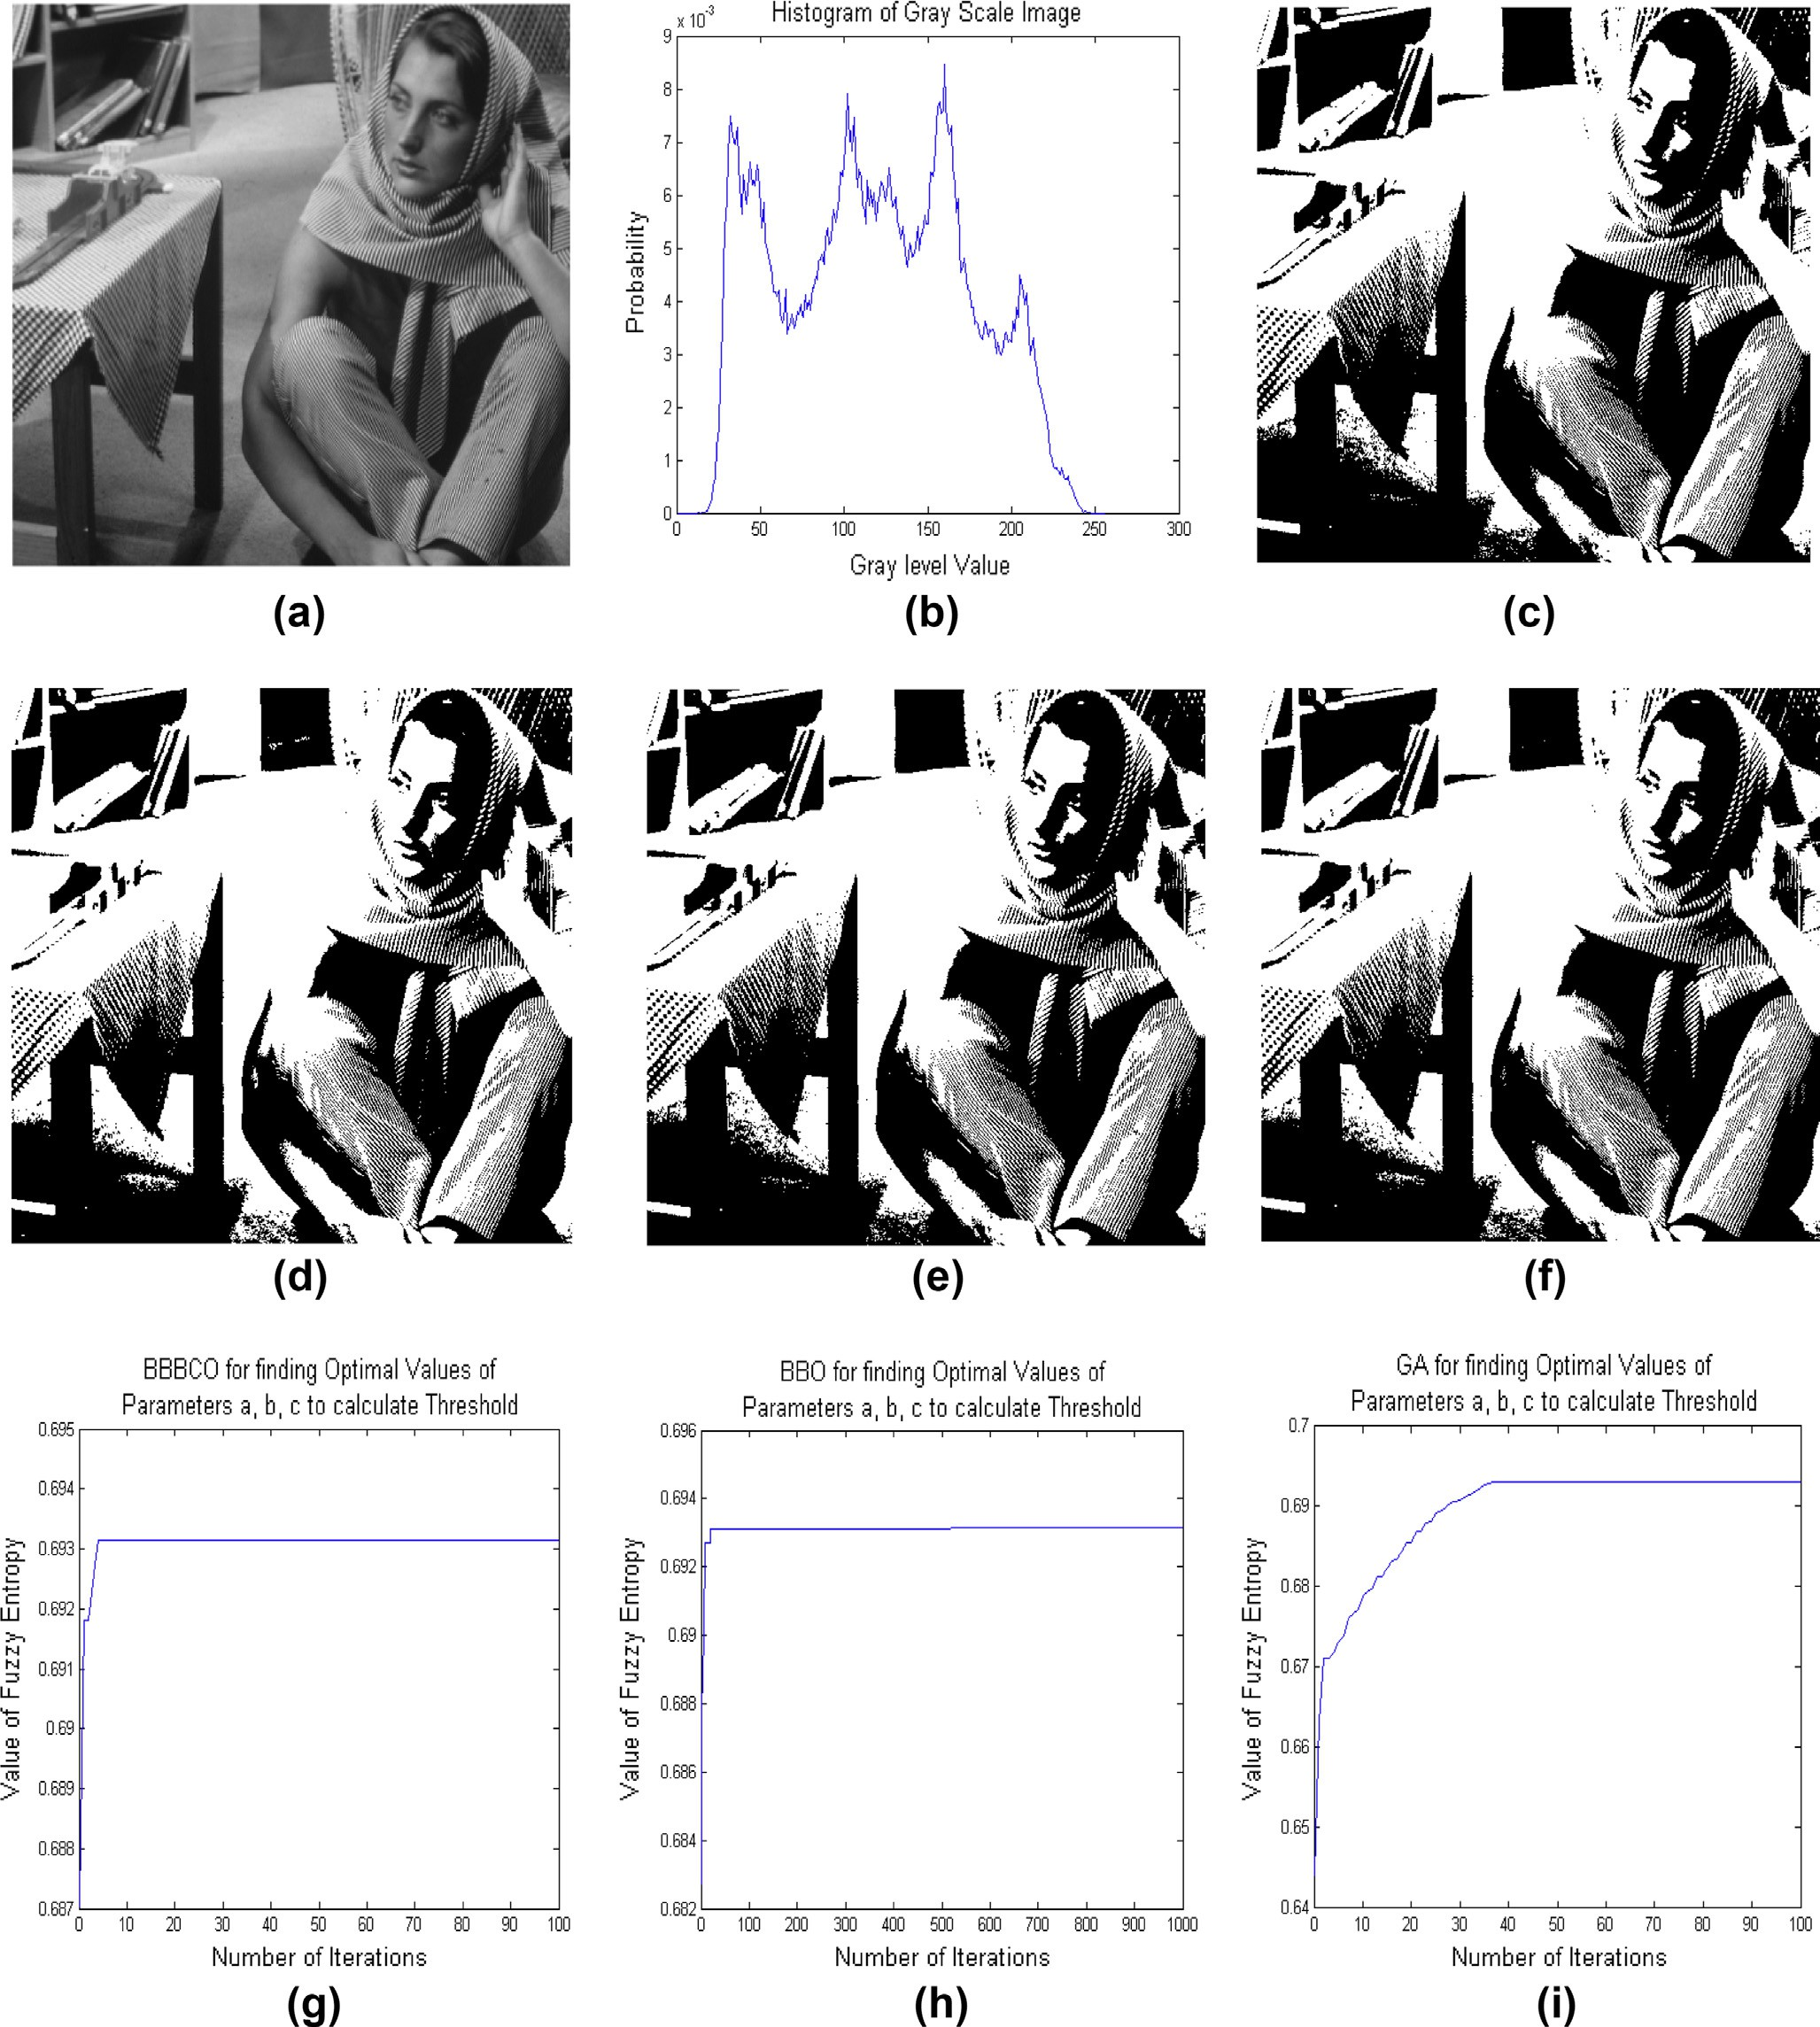 Histogram of Gray Scale Image
x 10-3
9
8
7
6
5
4
3
2
1
0
Probability
0 50 100 150 200 250 300
Gray level Value
(a) (b) (c)
(d) (e) (f)
BBBCO for finding Optimal Values of
Parameters a, b, c to calculate Threshold
0.695
0.694
0.693
0.692
0.691
0.69
0.689
0.688
0.687
Value of Fuzzy Entropy
0 10 20 30 40 50 60 70 80 90 100
Number of Iterations
(g)
BBO for finding Optimal Values of
Parameters a, b, c to calculate Threshold
0.696
0.694
0.692
0.69
0.688
0.686
0.684
0.682
Value of Fuzzy Entropy
0 100 200 300 400 500 600 700 800 900 1000
Number of Iterations
(h)
GA for finding Optimal Values of
Parameters a, b, c to calculate Threshold
0.7
0.69
0.68
0.67
0.66
0.65
0.64
Value of Fuzzy Entropy
0 10 20 30 40 50 60 70 80 90 100
Number of Iterations
(i)